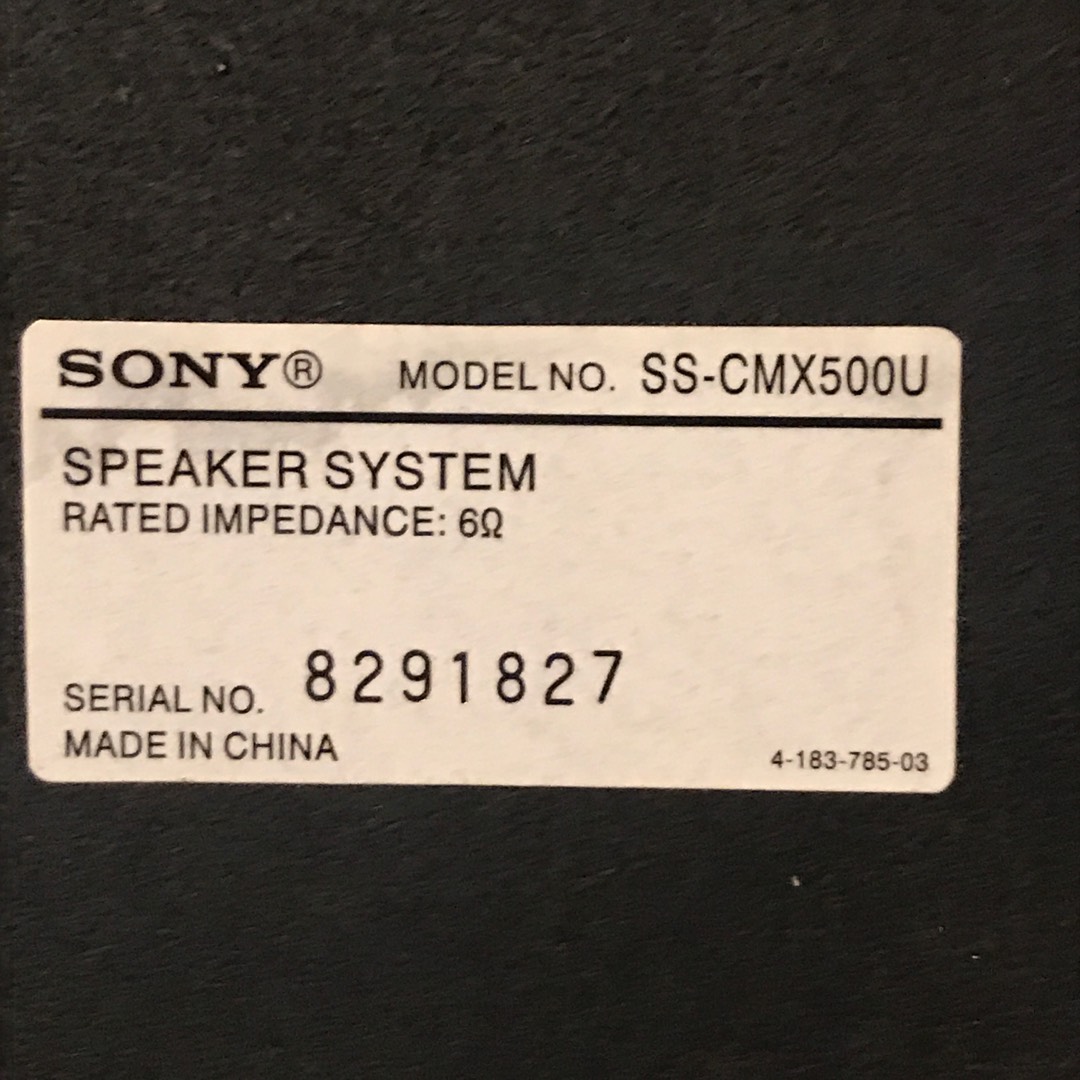 SONY® MODEL NO. SS-CMX500U
SPEAKER SYSTEM
RATED IMPEDANCE: 6Ω
SERIAL NO. 8291827
MADE IN CHINA 4-183-785-03